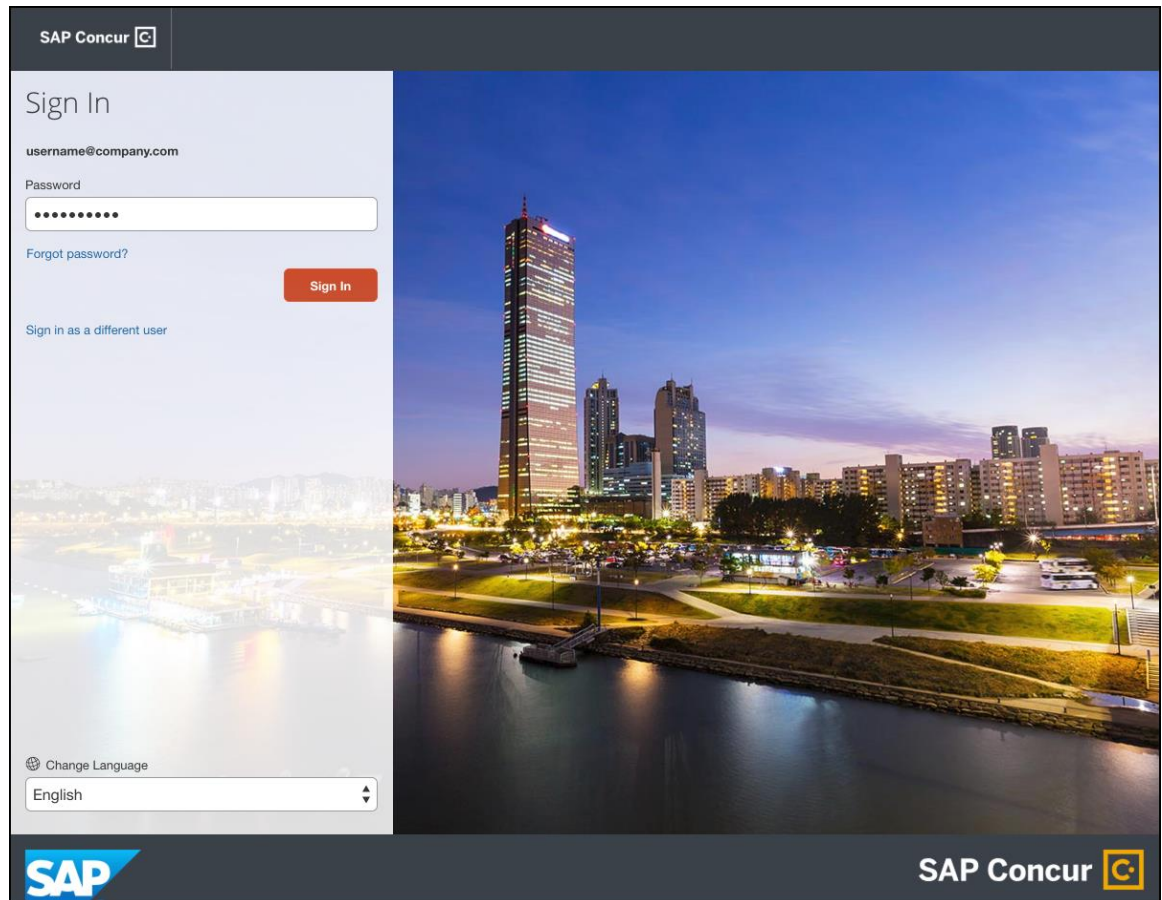 SAP Concur C
Sign In
username@company.com
Password
••••••••••
Forgot password?
Sign In
Sign in as a different user
Change Language
English
SAP
SAP Concur C